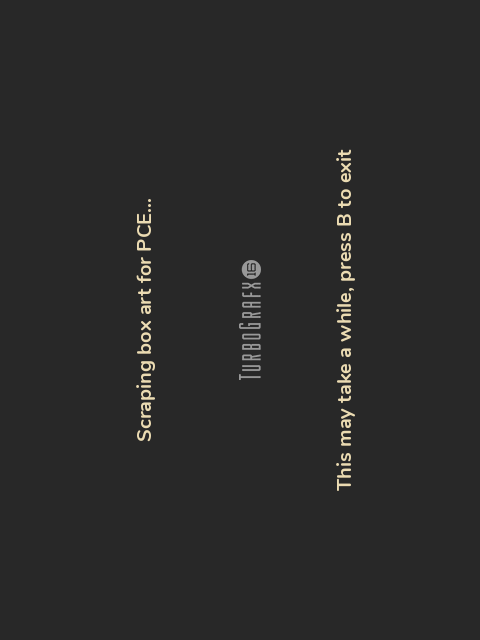 Scraping box art for PCE...
TURBOGRAFX 16
This may take a while, press B to exit